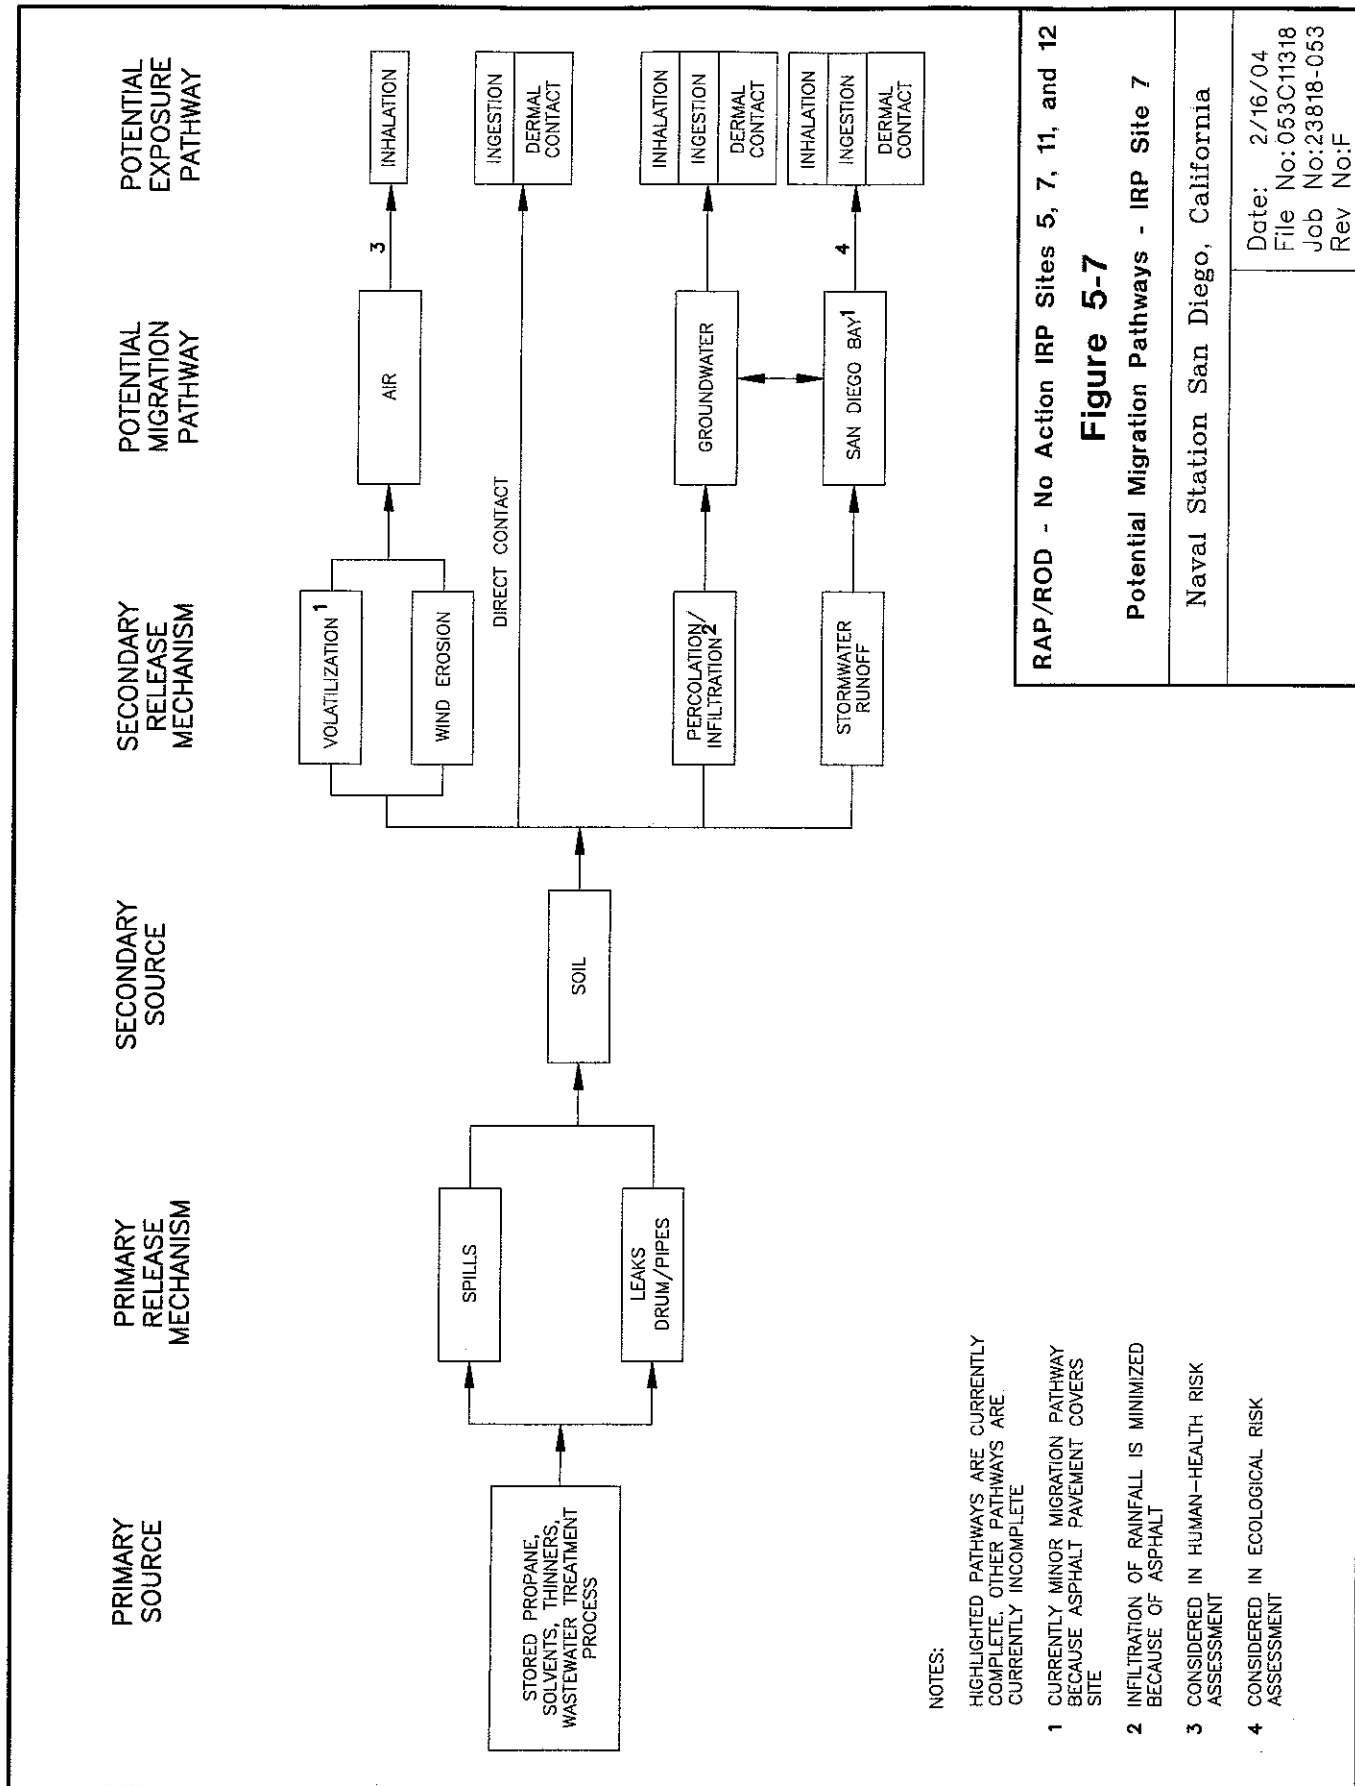 PRIMARY
SOURCE
PRIMARY
RELEASE
MECHANISM
SECONDARY
SOURCE
SECONDARY
RELEASE
MECHANISM
POTENTIAL
MIGRATION
PATHWAY
POTENTIAL
EXPOSURE
PATHWAY
STORED PROPANE,
SOLVENTS, THINNERS,
WASTEWATER TREATMENT
PROCESS
SPILLS
LEAKS
DRUM/PIPES
SOIL
VOLATILIZATION 1
WIND EROSION
AIR
3
INHALATION
DIRECT CONTACT
INGESTION
DERMAL
CONTACT
PERCOLATION/
INFILTRATION2
GROUNDWATER
INHALATION
INGESTION
DERMAL
CONTACT
STORMWATER
RUNOFF
SAN DIEGO BAY1
4
INHALATION
INGESTION
DERMAL
CONTACT
NOTES:
HIGHLIGHTED PATHWAYS ARE CURRENTLY
COMPLETE. OTHER PATHWAYS ARE
CURRENTLY INCOMPLETE
1 CURRENTLY MINOR MIGRATION PATHWAY
BECAUSE ASPHALT PAVEMENT COVERS
SITE
2 INFILTRATION OF RAINFALL IS MINIMIZED
BECAUSE OF ASPHALT
3 CONSIDERED IN HUMAN-HEALTH RISK
ASSESSMENT
4 CONSIDERED IN ECOLOGICAL RISK
ASSESSMENT
RAP/ROD - No Action IRP Sites 5, 7, 11, and 12
Figure 5-7
Potential Migration Pathways - IRP Site 7
Naval Station San Diego, California
Date: 2/16/04
File No:053C11318
Job No:23818-053
Rev No:F